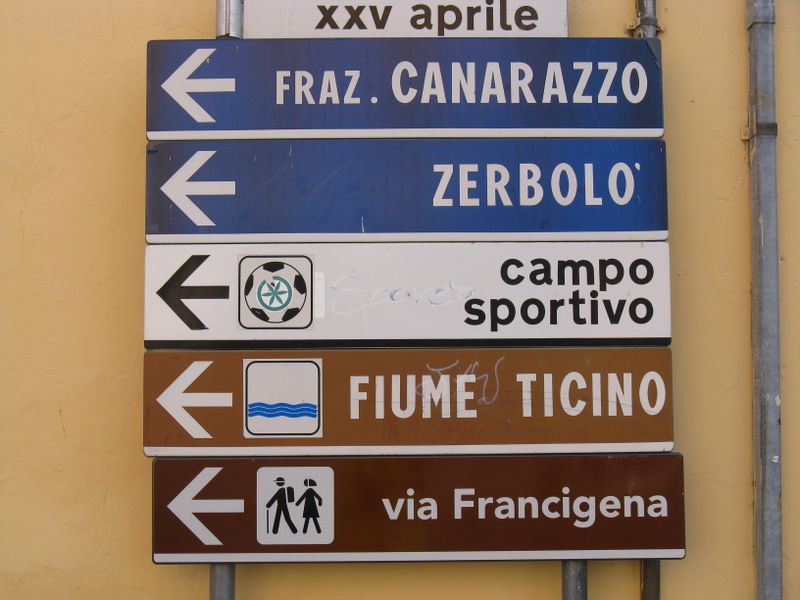 xxv aprile
FRAZ. CANARAZZO
ZERBOLO'
campo
sportivo
FIUME TICINO
via Francigena